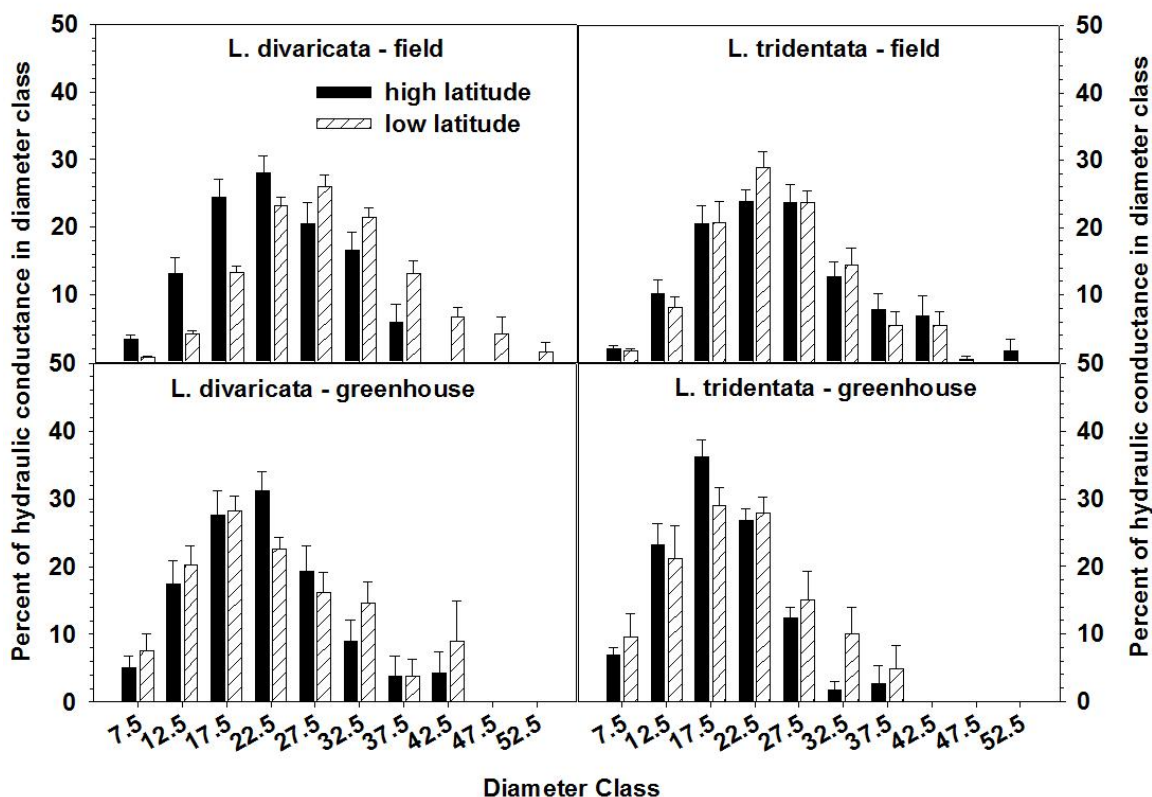 50
40
30
20
10
50
40
30
20
10
0
Percent of hydraulic conductance in diameter class
L. divaricata - field
high latitude
low latitude
L. tridentata - field
50
40
30
20
10
50
40
30
20
10
0
Percent of hydraulic conductance in diameter class
L. divaricata - greenhouse
L. tridentata - greenhouse
7.5 12.5 17.5 22.5 27.5 32.5 37.5 42.5 47.5 52.5
7.5 12.5 17.5 22.5 27.5 32.5 37.5 42.5 47.5 52.5
Diameter Class